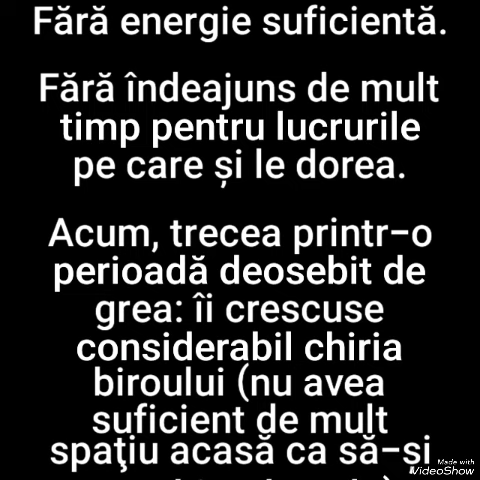 Fără energie suficientă.
Fără îndeajuns de mult
timp pentru lucrurile
pe care și le dorea.
Acum, trecea printr-o
perioadă deosebit de
grea: îi crescuse
considerabil chiria
biroului (nu avea
suficient de mult
spaţiu acasă ca să-si
Made with
VideoShow